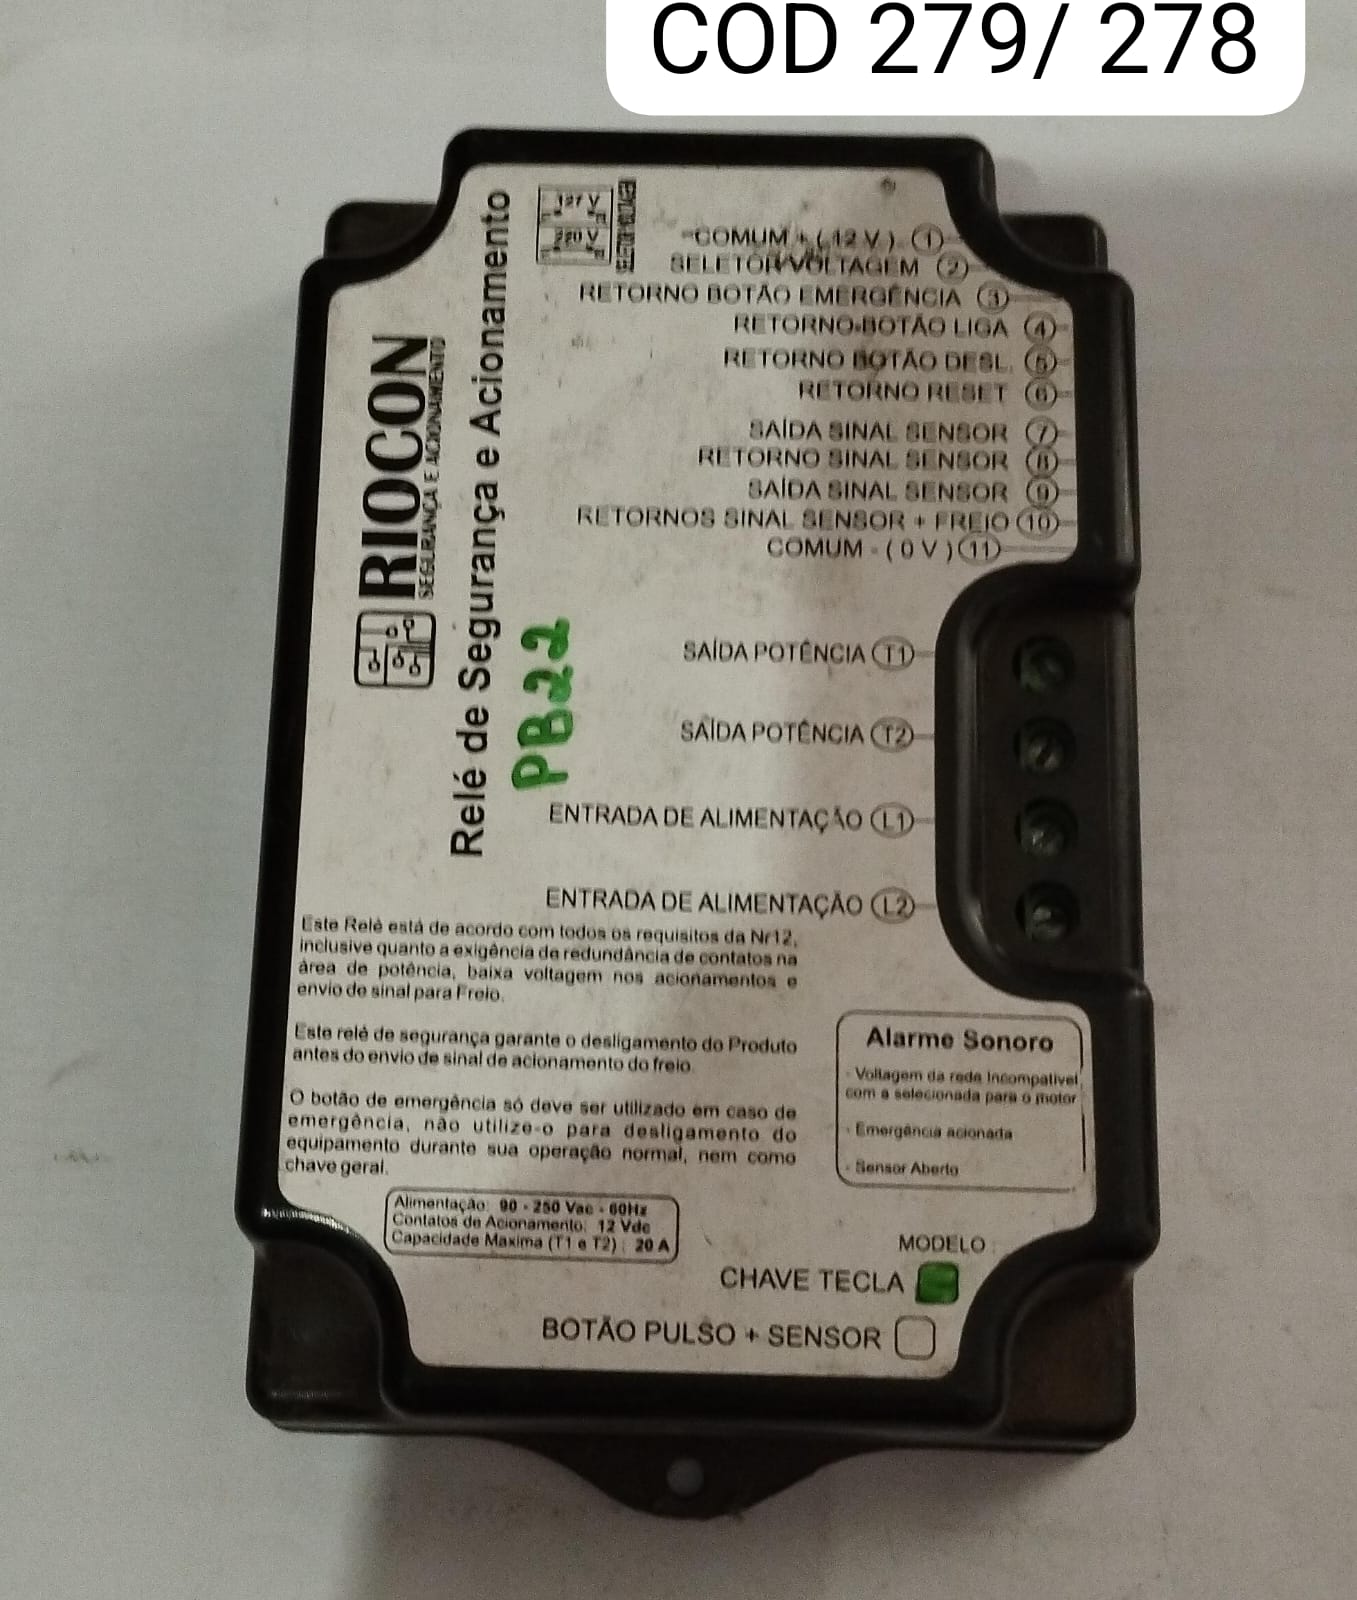 COD 279/ 278
127 V
220 V
SELETOR VOLTAGEM
COMUM + ( 12 V ) 1
SELETOR VOLTAGEM 2
RETORNO BOTÃO EMERGÊNCIA 3
RETORNO BOTÃO LIGA 4
RETORNO BOTÃO DESL. 5
RETORNO RESET 6
SAÍDA SINAL SENSOR 7
RETORNO SINAL SENSOR 8
SAÍDA SINAL SENSOR 9
RETORNOS SINAL SENSOR + FREIO 10
COMUM - ( 0 V ) 11
RIOCON
SEGURANÇA E ACIONAMENTO
Relé de Segurança e Acionamento
PB22
SAÍDA POTÊNCIA T1
SAÍDA POTÊNCIA T2
ENTRADA DE ALIMENTAÇÃO L1
ENTRADA DE ALIMENTAÇÃO L2
Este Relé está de acordo com todos os requisitos da Nr12,
inclusive quanto a exigência de redundância de contatos na
área de potência, baixa voltagem nos acionamentos e
envio de sinal para Freio.
Este relé de segurança garante o desligamento do Produto
antes do envio de sinal de acionamento do freio.
O botão de emergência só deve ser utilizado em caso de
emergência, não utilize-o para desligamento do
equipamento durante sua operação normal, nem como
chave geral.
Alarme Sonoro
- Voltagem da rede Incompatível
com a selecionada para o motor
- Emergência acionada
- Sensor Aberto
Alimentação: 90 - 250 Vac - 60Hz
Contatos de Acionamento: 12 Vdc
Capacidade Maxima (T1 e T2) : 20 A
MODELO :
CHAVE TECLA
BOTÃO PULSO + SENSOR